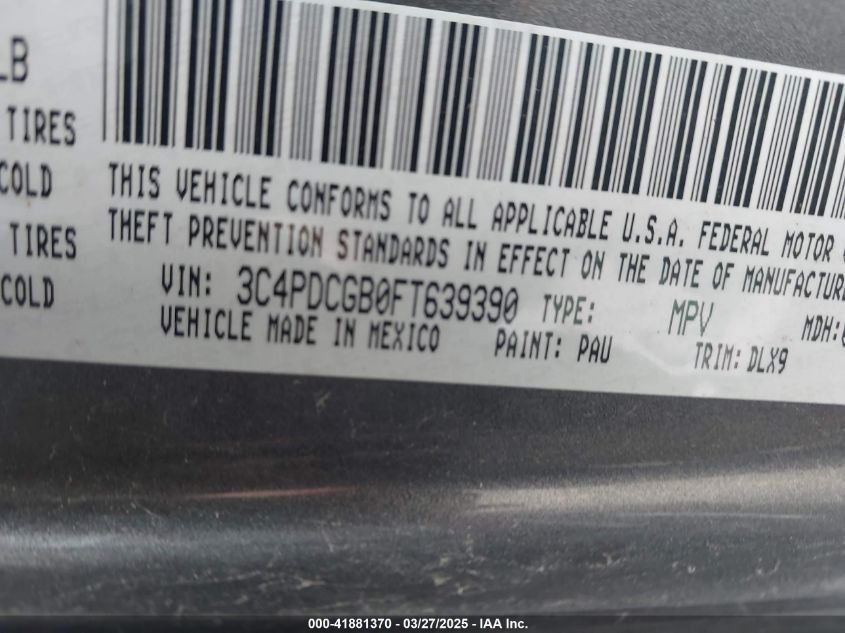 LB
TIRES
COLD
TIRES
COLD
THIS VEHICLE CONFORMS TO ALL APPLICABLE U.S.A. FEDERAL MOTOR
THEFT PREVENTION STANDARDS IN EFFECT ON THE DATE OF MANUFACTURE
VIN: 3C4PDCGB0FT639390 TYPE: MPV MDH:
VEHICLE MADE IN MEXICO PAINT: PAU TRIM: DLX9
000-41881370 - 03/27/2025 - IAA Inc.